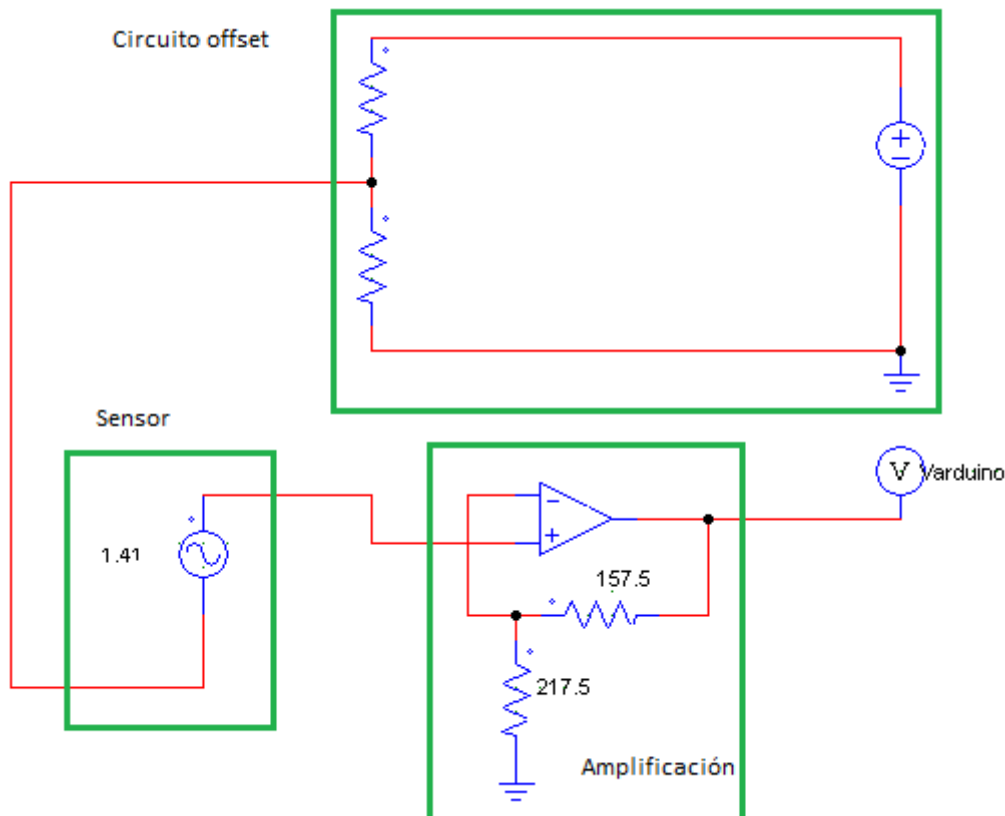 Circuito offset
Sensor
1.41
V Varduino
157.5
217.5
Amplificación